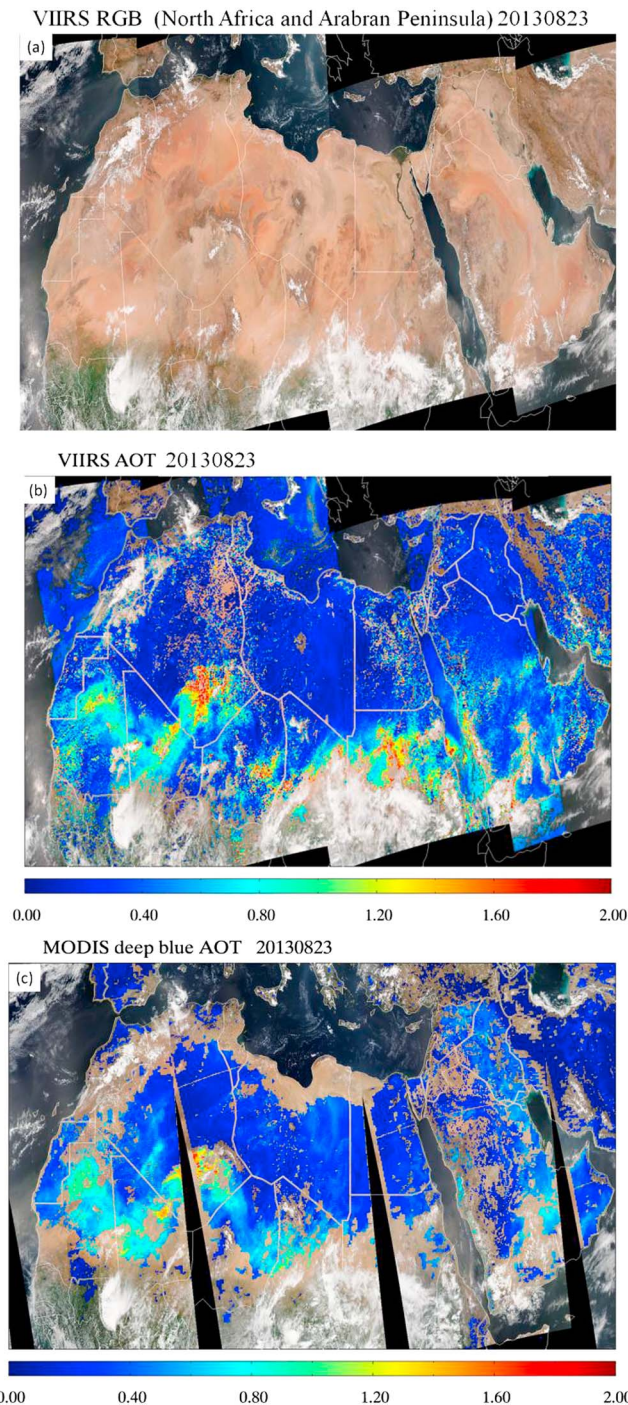 VIIRS RGB (North Africa and Arabran Peninsula) 20130823
(a)
VIIRS AOT 20130823
(b)
0.00 0.40 0.80 1.20 1.60 2.00
MODIS deep blue AOT 20130823
(c)
0.00 0.40 0.80 1.20 1.60 2.00